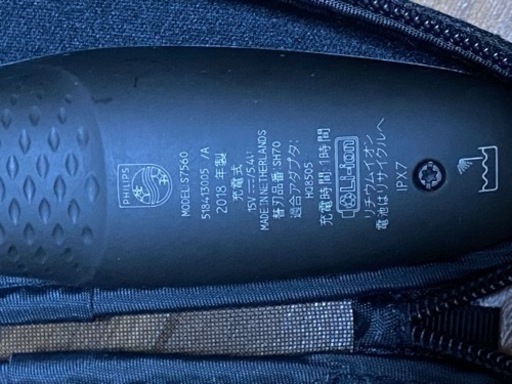 PHILIPS
MODEL:S7560
518413005 /A
2018 年製
充電式
15V 5.4W
MADE IN NETHERLANDS
替刃品番:SH70
適合アダプタ:
HQ8505
充電時間:1時間
Li-ion
リチウムイオン
電池はリサイクルへ
IPX7